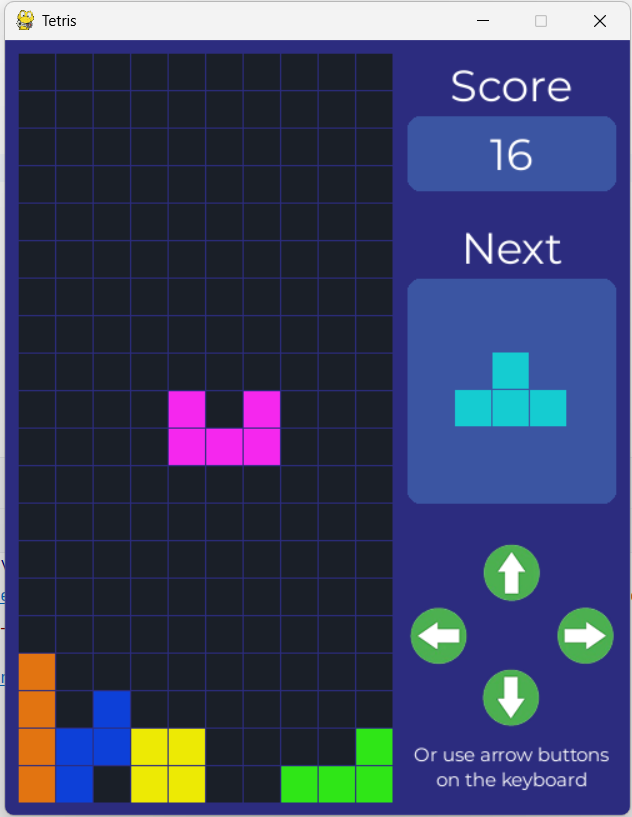 Tetris
Score
16
Next
Or use arrow buttons
on the keyboard